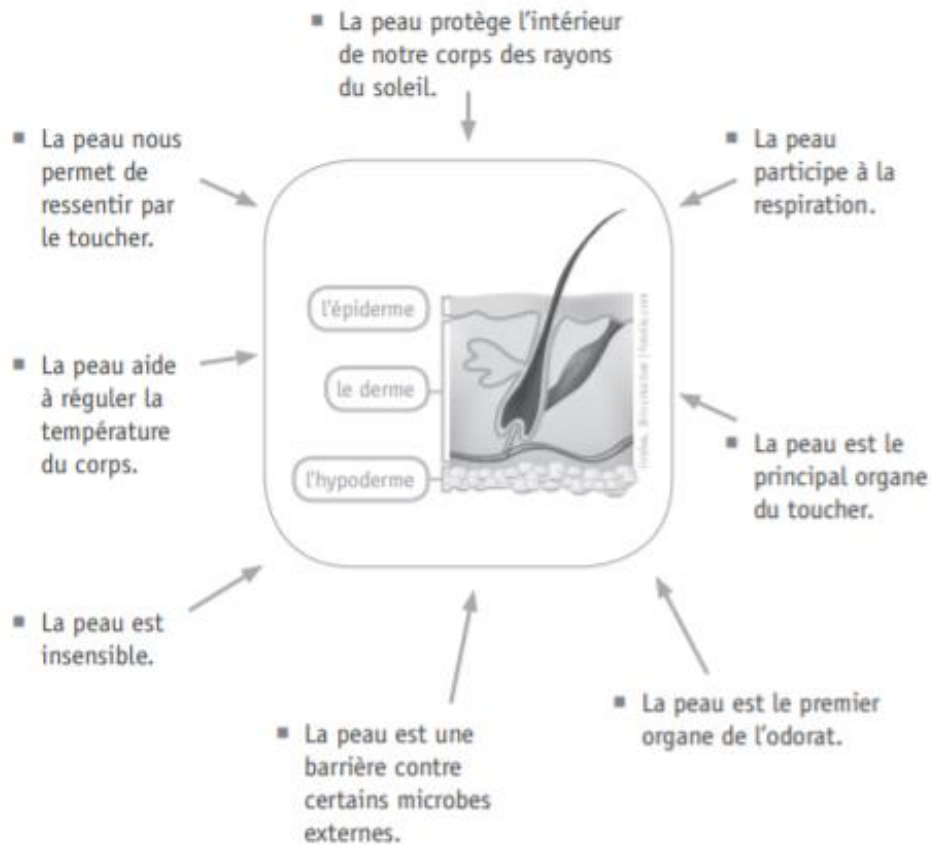 ▪ La peau protège l'intérieur
de notre corps des rayons
du soleil.
▪ La peau nous
permet de
ressentir par
le toucher.
▪ La peau
participe à la
respiration.
l'épiderme
▪ La peau aide
à réguler la
température
du corps.
le derme
▪ La peau est le
principal organe
du toucher.
l'hypoderme
▪ La peau est
insensible.
▪ La peau est le premier
organe de l'odorat.
▪ La peau est une
barrière contre
certains microbes
externes.